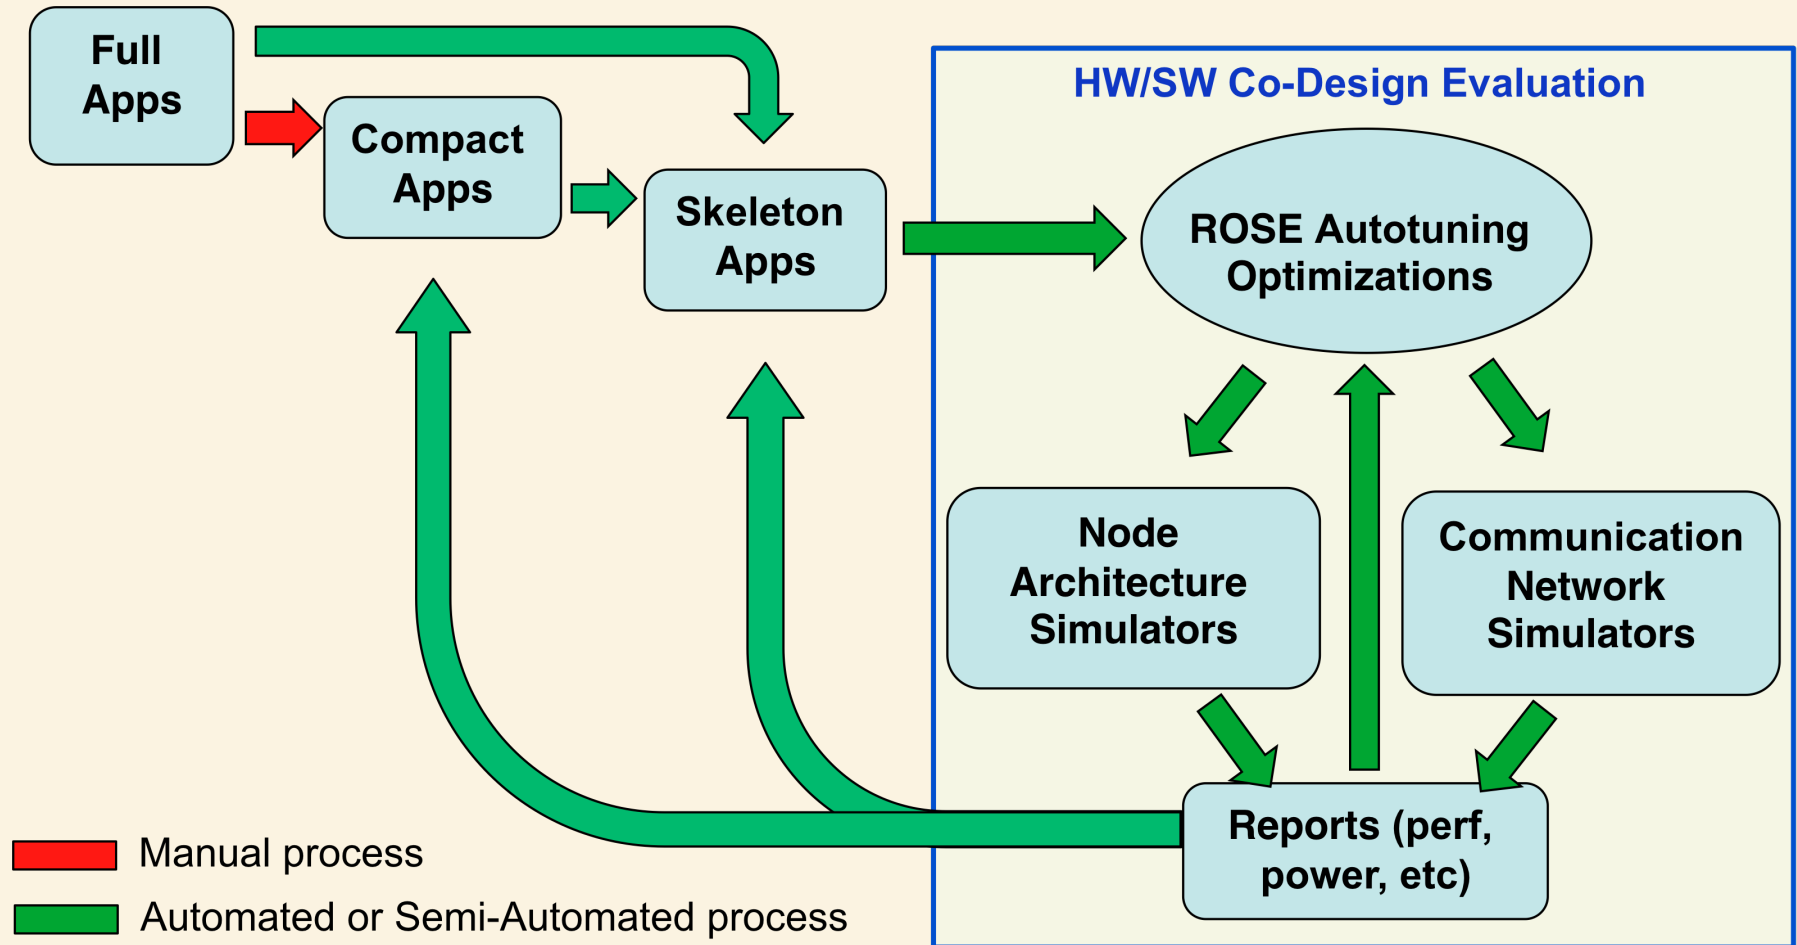 Full
Apps
Compact
Apps
Skeleton
Apps
HW/SW Co-Design Evaluation
ROSE Autotuning
Optimizations
Node
Architecture
Simulators
Communication
Network
Simulators
Reports (perf,
power, etc)
Manual process
Automated or Semi-Automated process